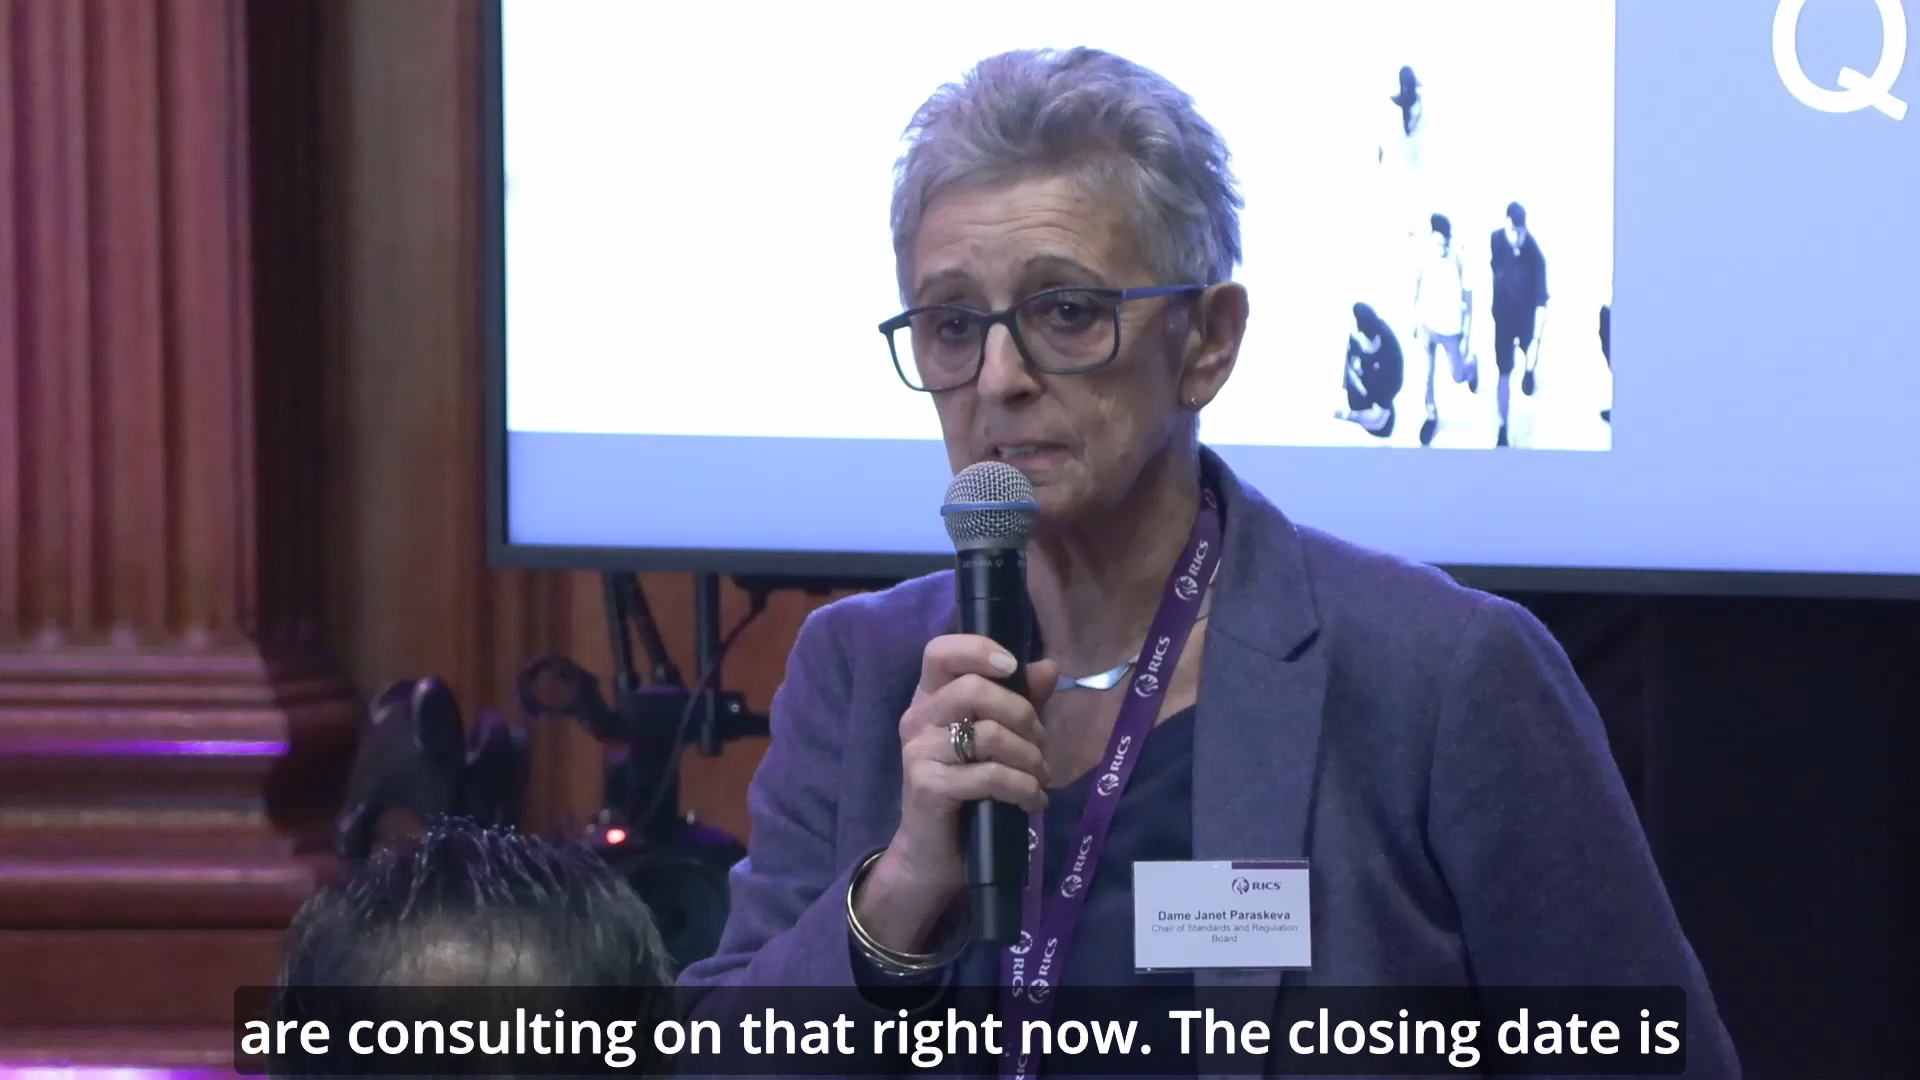 Q
RICS
RICS
RICS
RICS
RICS
RICS
RICS
Dame Janet Paraskeva
Chair of Standards and Regulation
Board
are consulting on that right now. The closing date is